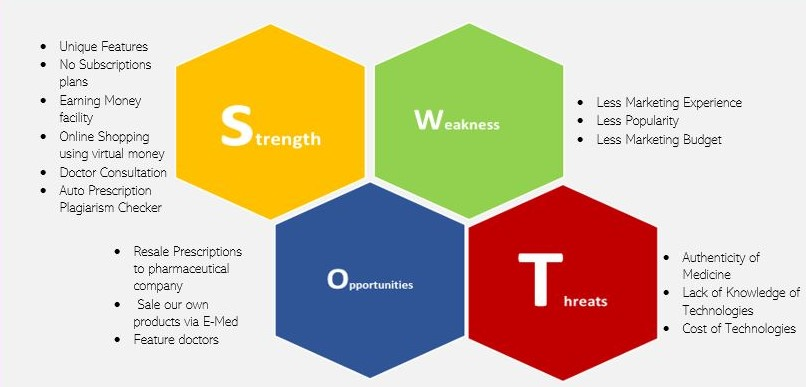 • Unique Features
• No Subscriptions
plans
• Earning Money
facility
• Online Shopping
using virtual money
• Doctor Consultation
• Auto Prescription
Plagiarism Checker
Strength
Weakness
• Less Marketing Experience
• Less Popularity
• Less Marketing Budget
• Resale Prescriptions
to pharmaceutical
company
• Sale our own
products via E-Med
• Feature doctors
Opportunities
Threats
• Authenticity of
Medicine
• Lack of Knowledge of
Technologies
• Cost of Technologies